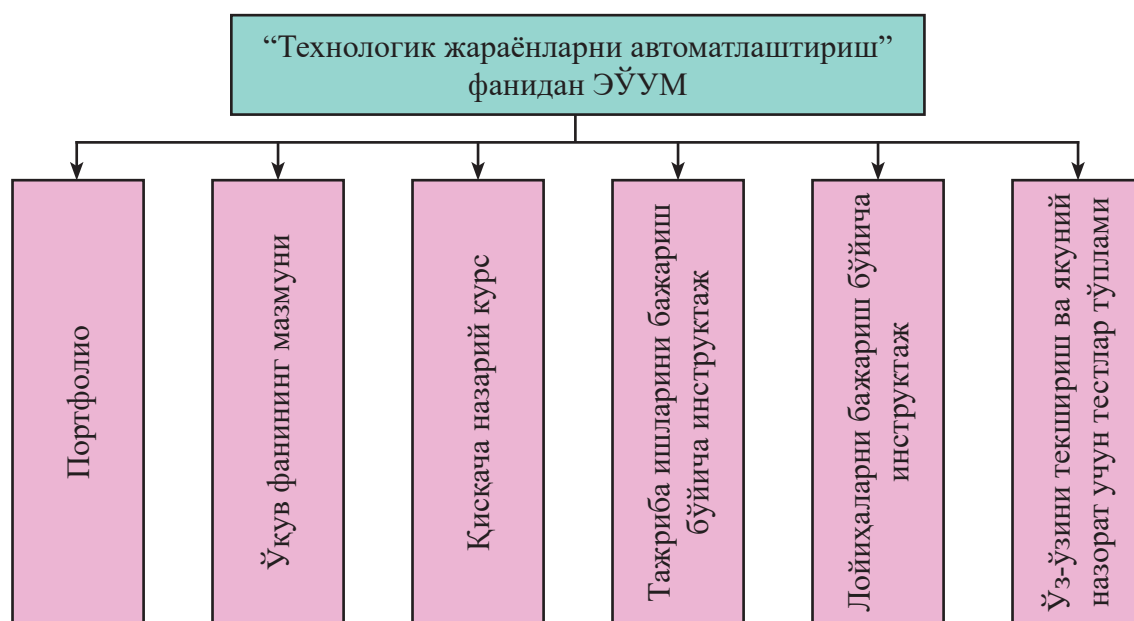 “Технологик жараёнларни автоматлаштириш”
фанидан ЭЎУМ
Портфолио
Ўқув фанининг мазмуни
Қисқача назарий курс
Тажриба ишларини бажариш
бўйича инструктаж
Лойиҳаларни бажариш бўйича
инструктаж
Ўз-ўзини текшириш ва якуний
назорат учун тестлар тўплами